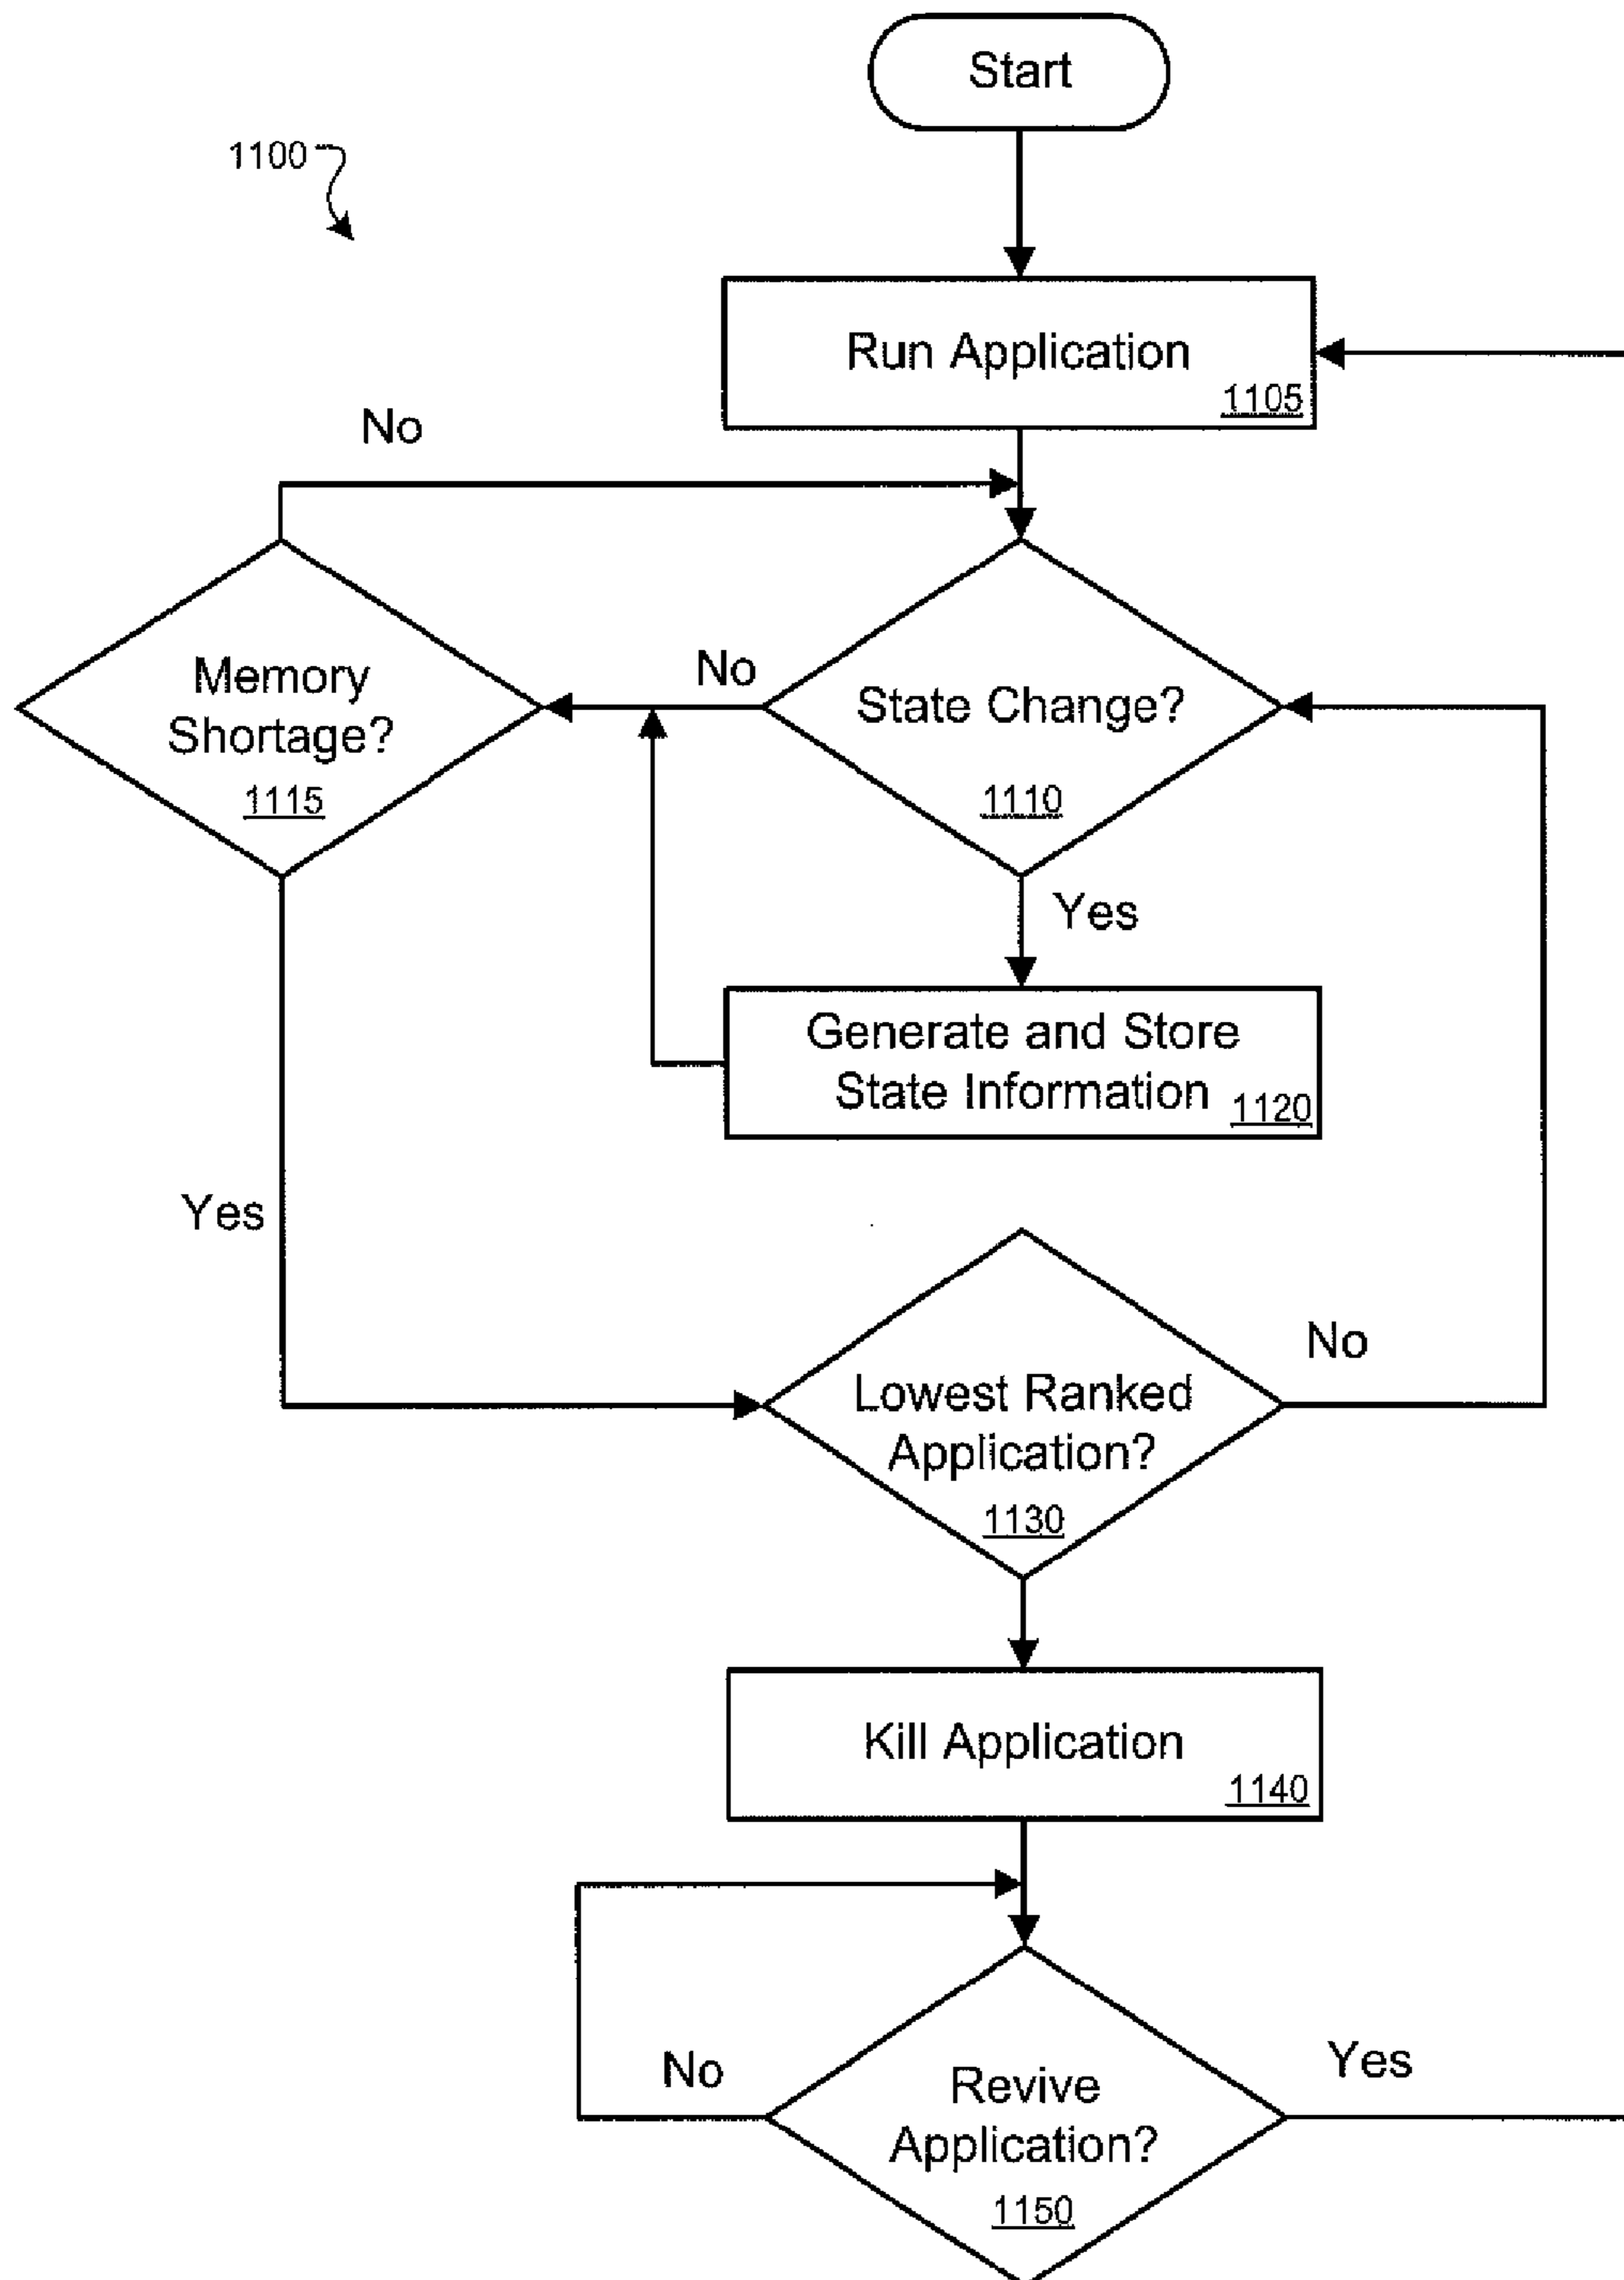 Start
1100
Run Application
1105
No
Memory
Shortage?
1115
No
State Change?
1110
Yes
Generate and Store
State Information
1120
Yes
Lowest Ranked
Application?
1130
No
Kill Application
1140
No
Revive
Application?
1150
Yes